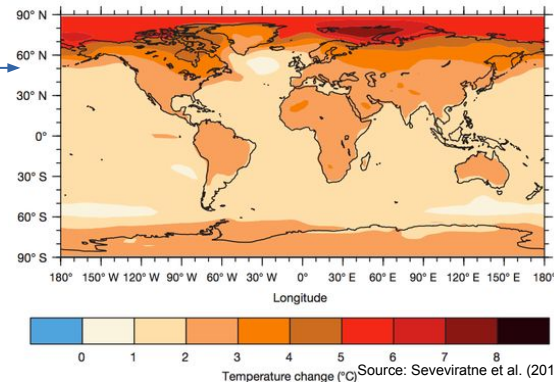 90° N
60° N
30° N
0°
30° S
60° S
90° S
180° 150° W 120° W 90° W 60° W 30° W 0° 30° E 60° E 90° E 120° E 150° E 180°
Longitude
0 1 2 3 4 5 6 7 8
Temperature change (°C)
Source: Seveviratne et al. (201